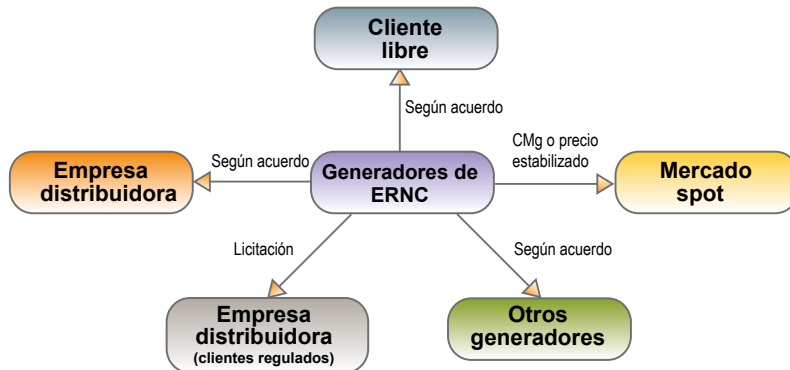 Cliente
libre
Según acuerdo
CMg o precio
estabilizado
Según acuerdo
Empresa
distribuidora
Generadores de
ERNC
Mercado
spot
Licitación
Según acuerdo
Empresa
distribuidora
(clientes regulados)
Otros
generadores